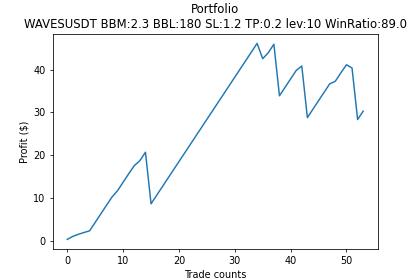 Portfolio
WAVESUSDT BBM:2.3 BBL:180 SL:1.2 TP:0.2 lev:10 WinRatio:89.0
Profit ($)
40
30
20
10
0
0 10 20 30 40 50
Trade counts